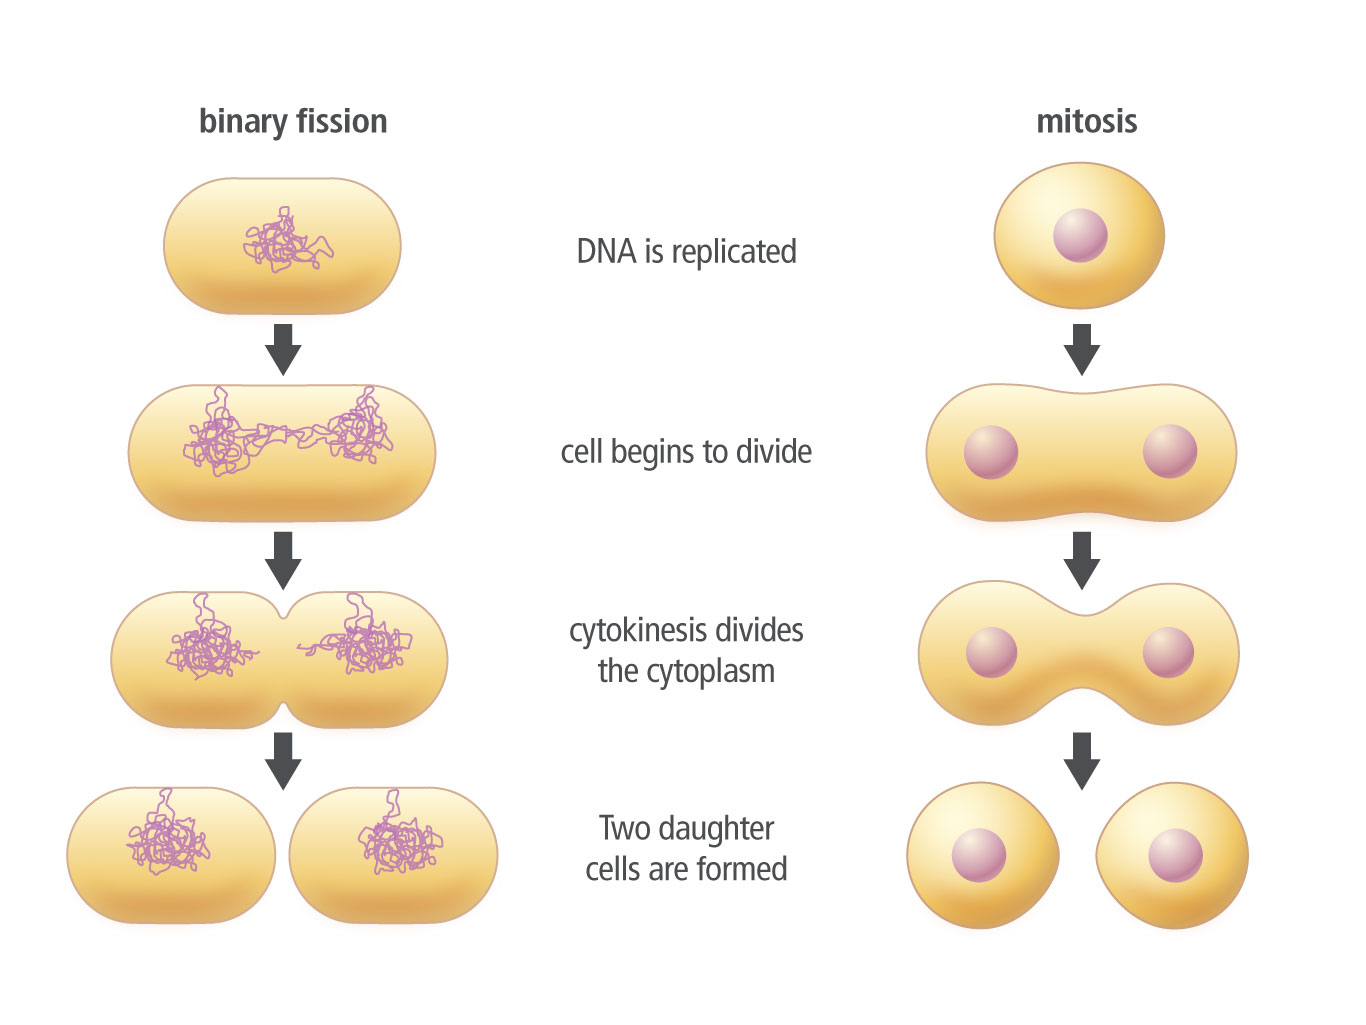 binary fission
mitosis
DNA is replicated
cell begins to divide
cytokinesis divides
the cytoplasm
Two daughter
cells are formed